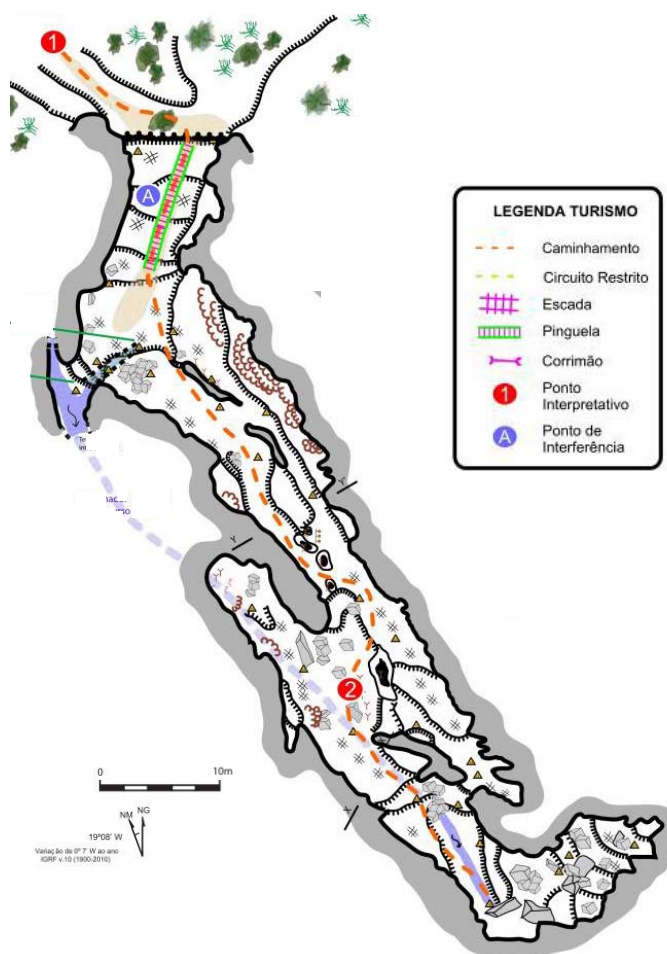 1
A
LEGENDA TURISMO
Caminhamento
Circuito Restrito
Escada
Pinguela
Corrimão
1
Ponto
Interpretativo
A
Ponto de
Interferência
2
0
10m
NM
NG
19º08' W
Variação de 0º 7' W ao ano
IGRF v.10 (1900-2010)